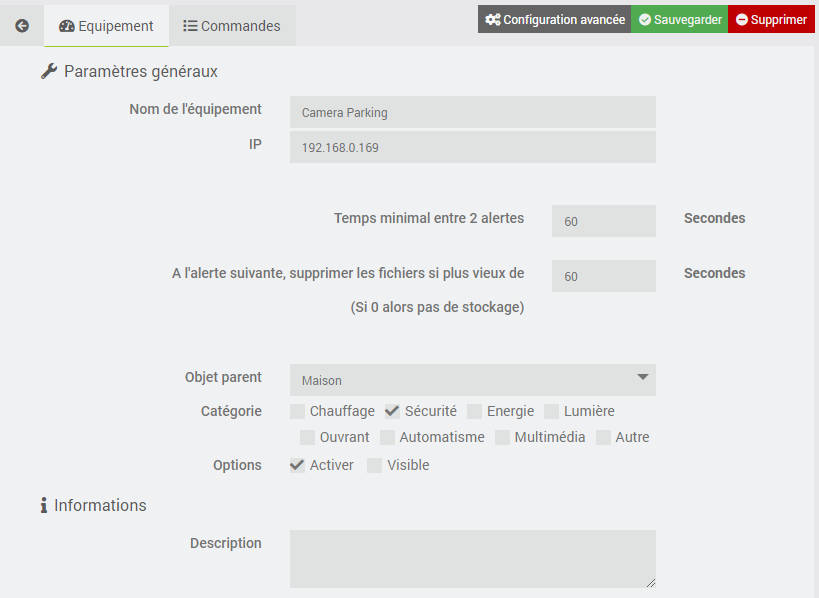 Equipement Commandes Configuration avancée Sauvegarder Supprimer
Paramètres généraux
Nom de l'équipement Camera Parking
IP 192.168.0.169
Temps minimal entre 2 alertes 60 Secondes
A l'alerte suivante, supprimer les fichiers si plus vieux de 60 Secondes
(Si 0 alors pas de stockage)
Objet parent Maison
Catégorie Chauffage Sécurité Energie Lumière
Ouvrant Automatisme Multimédia Autre
Options Activer Visible
Informations
Description